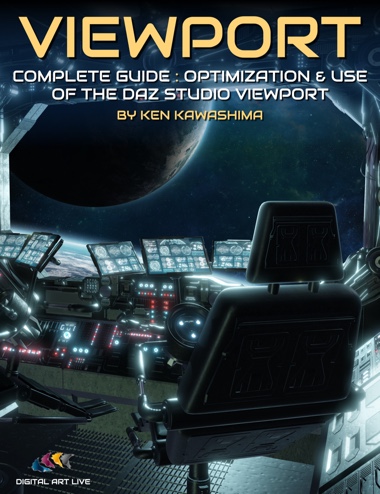 VIEWPORT
COMPLETE GUIDE : OPTIMIZATION & USE
OF THE DAZ STUDIO VIEWPORT
BY KEN KAWASHIMA
DIGITAL ART LIVE